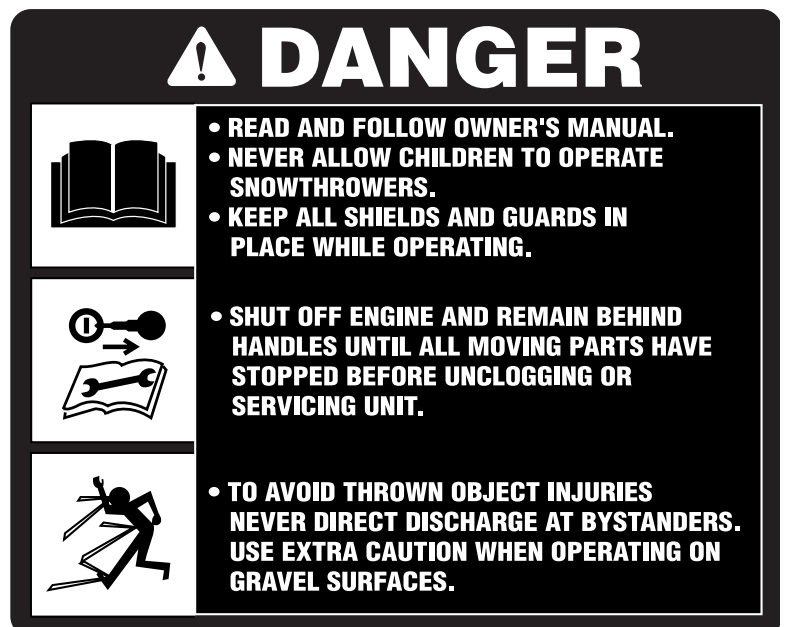 DANGER
• READ AND FOLLOW OWNER'S MANUAL.
• NEVER ALLOW CHILDREN TO OPERATE
SNOWTHROWERS.
• KEEP ALL SHIELDS AND GUARDS IN
PLACE WHILE OPERATING.
• SHUT OFF ENGINE AND REMAIN BEHIND
HANDLES UNTIL ALL MOVING PARTS HAVE
STOPPED BEFORE UNCLOGGING OR
SERVICING UNIT.
• TO AVOID THROWN OBJECT INJURIES
NEVER DIRECT DISCHARGE AT BYSTANDERS.
USE EXTRA CAUTION WHEN OPERATING ON
GRAVEL SURFACES.